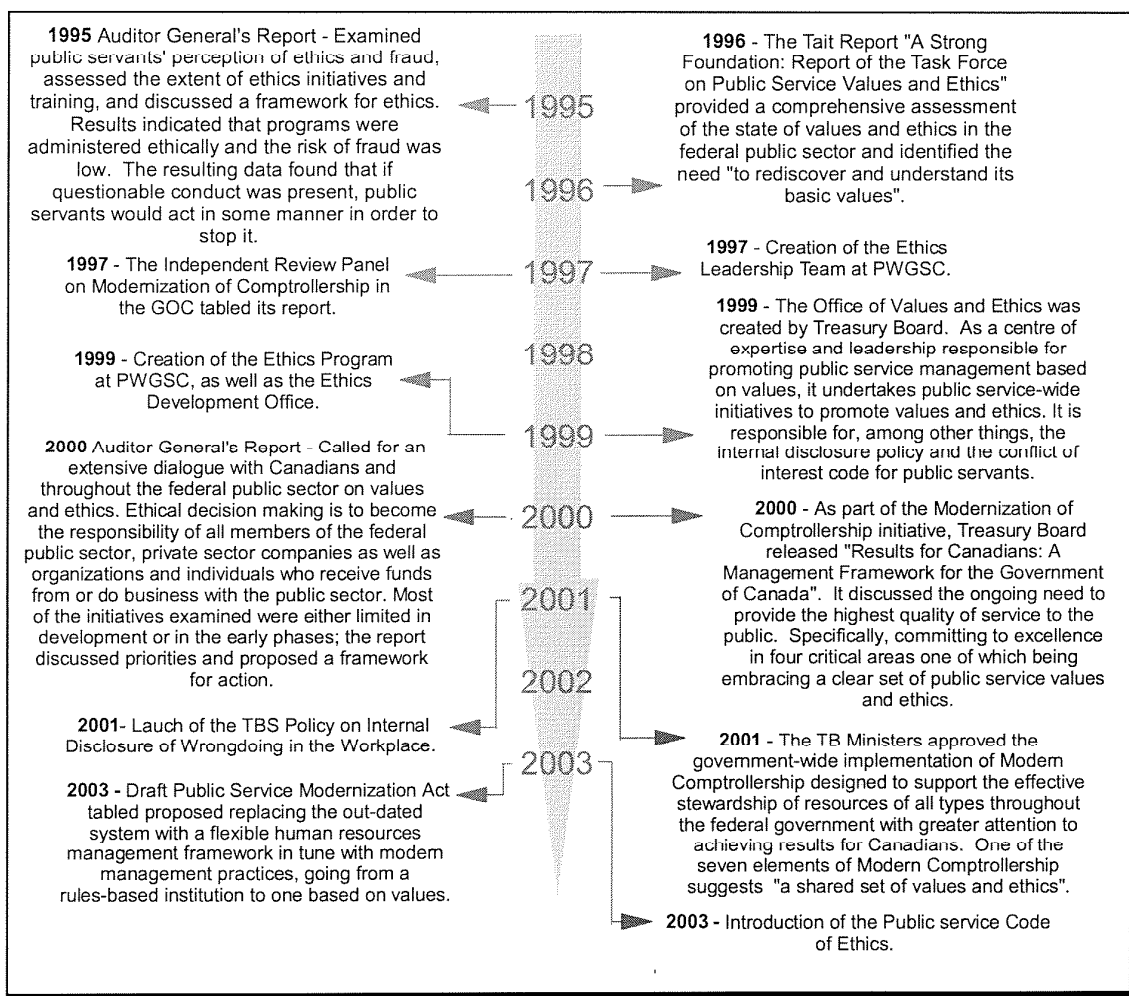 1995 Auditor General's Report - Examined
public servants' perception of ethics and fraud,
assessed the extent of ethics initiatives and
training, and discussed a framework for ethics.
Results indicated that programs were
administered ethically and the risk of fraud was
low.  The resulting data found that if
questionable conduct was present, public
servants would act in some manner in order to
stop it.
1995
1996 - The Tait Report "A Strong
Foundation: Report of the Task Force
on Public Service Values and Ethics"
provided a comprehensive assessment
of the state of values and ethics in the
federal public sector and identified the
need "to rediscover and understand its
basic values".
1996
1997 - The Independent Review Panel
on Modernization of Comptrollership in
the GOC tabled its report.
1997
1997 - Creation of the Ethics
Leadership Team at PWGSC.
1998
1999 - Creation of the Ethics Program
at PWGSC, as well as the Ethics
Development Office.
1999
1999 - The Office of Values and Ethics was
created by Treasury Board.  As a centre of
expertise and leadership responsible for
promoting public service management based
on values, it undertakes public service-wide
initiatives to promote values and ethics. It is
responsible for, among other things, the
internal disclosure policy and the conflict of
interest code for public servants.
2000 Auditor General's Report - Called for an
extensive dialogue with Canadians and
throughout the federal public sector on values
and ethics. Ethical decision making is to become
the responsibility of all members of the federal
public sector, private sector companies as well as
organizations and individuals who receive funds
from or do business with the public sector. Most
of the initiatives examined were either limited in
development or in the early phases; the report
discussed priorities and proposed a framework
for action.
2000
2000 - As part of the Modernization of
Comptrollership initiative, Treasury Board
released "Results for Canadians: A
Management Framework for the Government
of Canada".  It discussed the ongoing need to
provide the highest quality of service to the
public.  Specifically, committing to excellence
in four critical areas one of which being
embracing a clear set of public service values
and ethics.
2001
2001- Lauch of the TBS Policy on Internal
Disclosure of Wrongdoing in the Workplace.
2001 - The TB Ministers approved the
government-wide implementation of Modern
Comptrollership designed to support the effective
stewardship of resources of all types throughout
the federal government with greater attention to
achieving results for Canadians.  One of the
seven elements of Modern Comptrollership
suggests  "a shared set of values and ethics".
2002
2003
2003 - Draft Public Service Modernization Act
tabled proposed replacing the out-dated
system with a flexible human resources
management framework in tune with modern
management practices, going from a
rules-based institution to one based on values.
2003 - Introduction of the Public service Code
of Ethics.